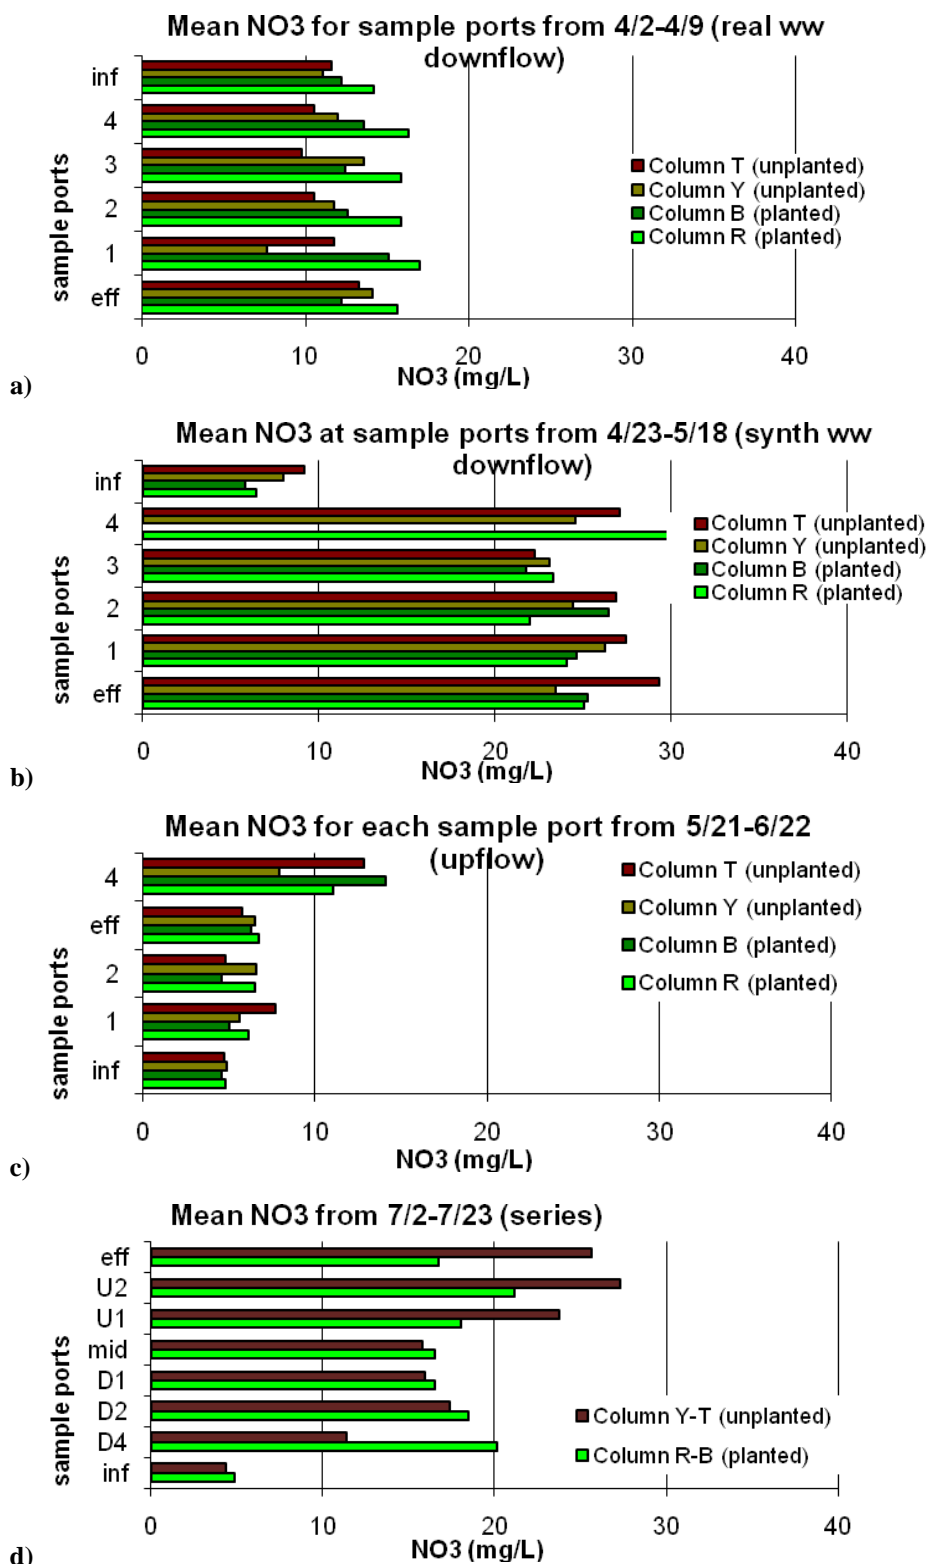 Mean NO3 for sample ports from 4/2-4/9 (real ww
downflow)
inf
4
3
2
1
eff
sample ports
Column T (unplanted)
Column Y (unplanted)
Column B (planted)
Column R (planted)
0 10 20 30 40
NO3 (mg/L)
a)
Mean NO3 at sample ports from 4/23-5/18 (synth ww
downflow)
inf
4
3
2
1
eff
sample ports
Column T (unplanted)
Column Y (unplanted)
Column B (planted)
Column R (planted)
0 10 20 30 40
NO3 (mg/L)
b)
Mean NO3 for each sample port from 5/21-6/22
(upflow)
4
eff
2
1
inf
sample ports
Column T (unplanted)
Column Y (unplanted)
Column B (planted)
Column R (planted)
0 10 20 30 40
NO3 (mg/L)
c)
Mean NO3 from 7/2-7/23 (series)
eff
U2
U1
mid
D1
D2
D4
inf
sample ports
Column Y-T (unplanted)
Column R-B (planted)
0 10 20 30 40
NO3 (mg/L)
d)